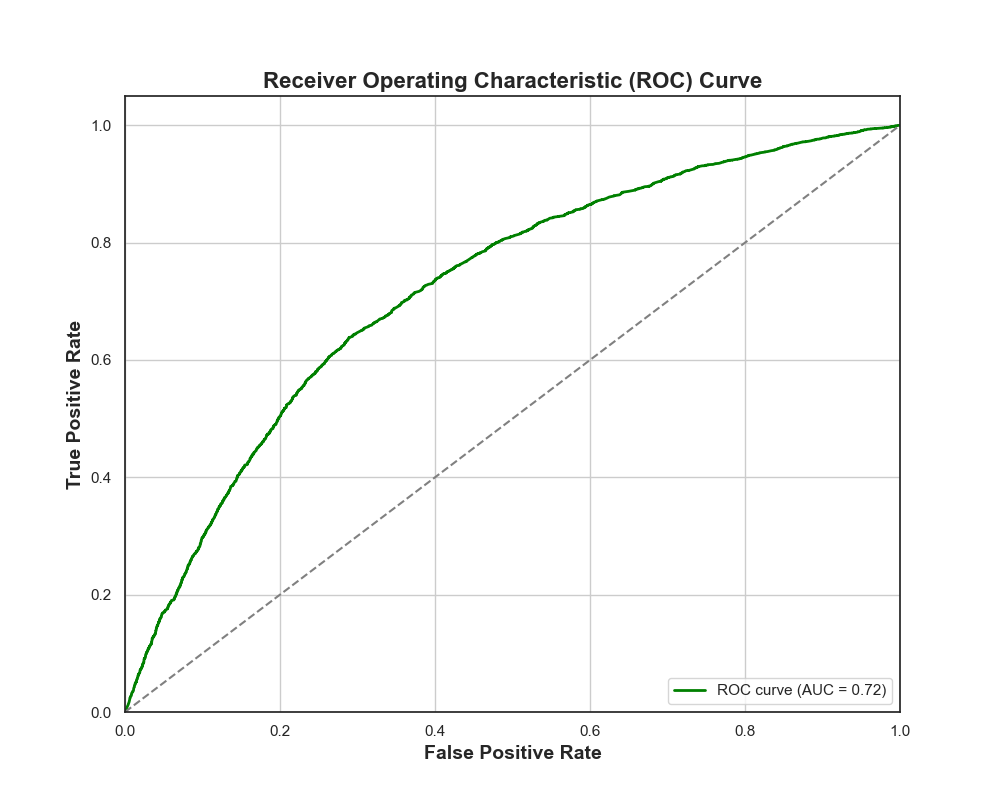 Receiver Operating Characteristic (ROC) Curve
1.0
0.8
0.6
0.4
0.2
0.0
True Positive Rate
ROC curve (AUC = 0.72)
0.0 0.2 0.4 0.6 0.8 1.0
False Positive Rate